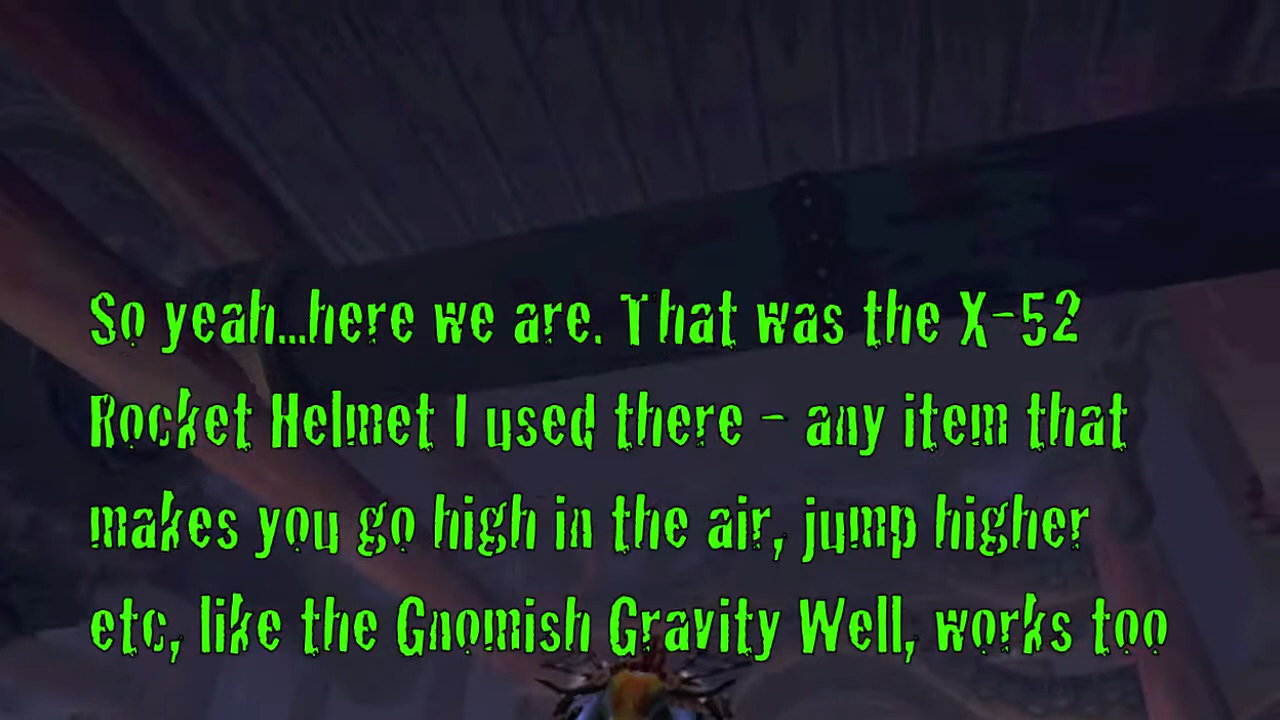 So yeah...here we are. That was the X-52
Rocket Helmet I used there - any item that
makes you go high in the air, jump higher
etc, like the Gnomish Gravity Well, works too